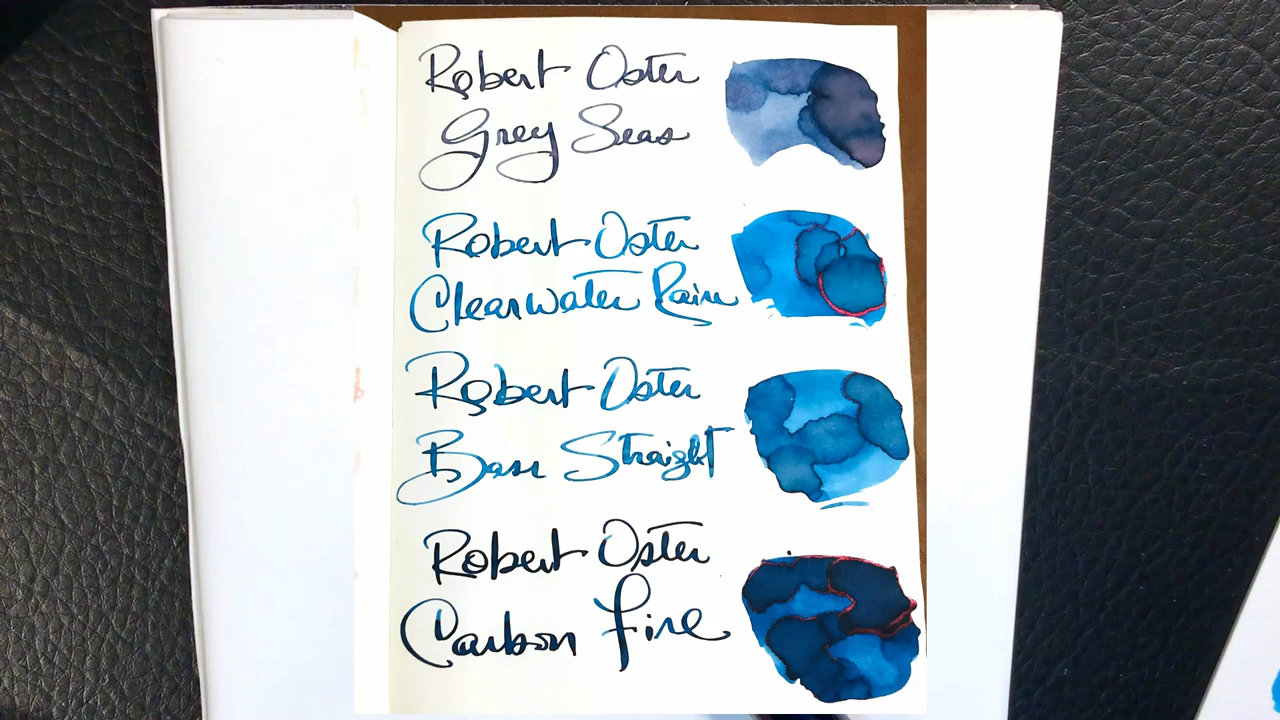 Robert Oster
Grey Seas
Robert Oster
Clearwater Rain
Robert Oster
Bass Straight
Robert Oster
Carbon Fire